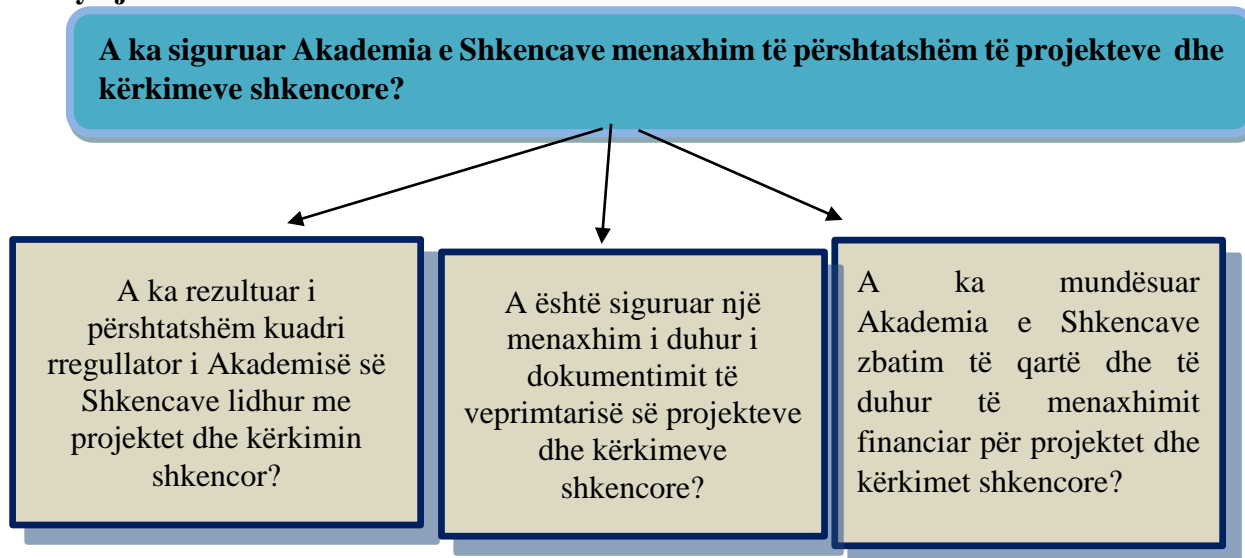 A ka siguruar Akademia e Shkencave menaxhim të përshtatshëm të projekteve dhe
kërkimeve shkencore?
A ka rezultuar i
përshtatshëm kuadri
rregullator i Akademisë së
Shkencave lidhur me
projektet dhe kërkimin
shkencor?
A është siguruar një
menaxhim i duhur i
dokumentimit të
veprimtarisë së projekteve
dhe kërkimeve
shkencore?
A ka mundësuar
Akademia e Shkencave
zbatim të qartë dhe të
duhur të menaxhimit
financiar për projektet dhe
kërkimet shkencore?